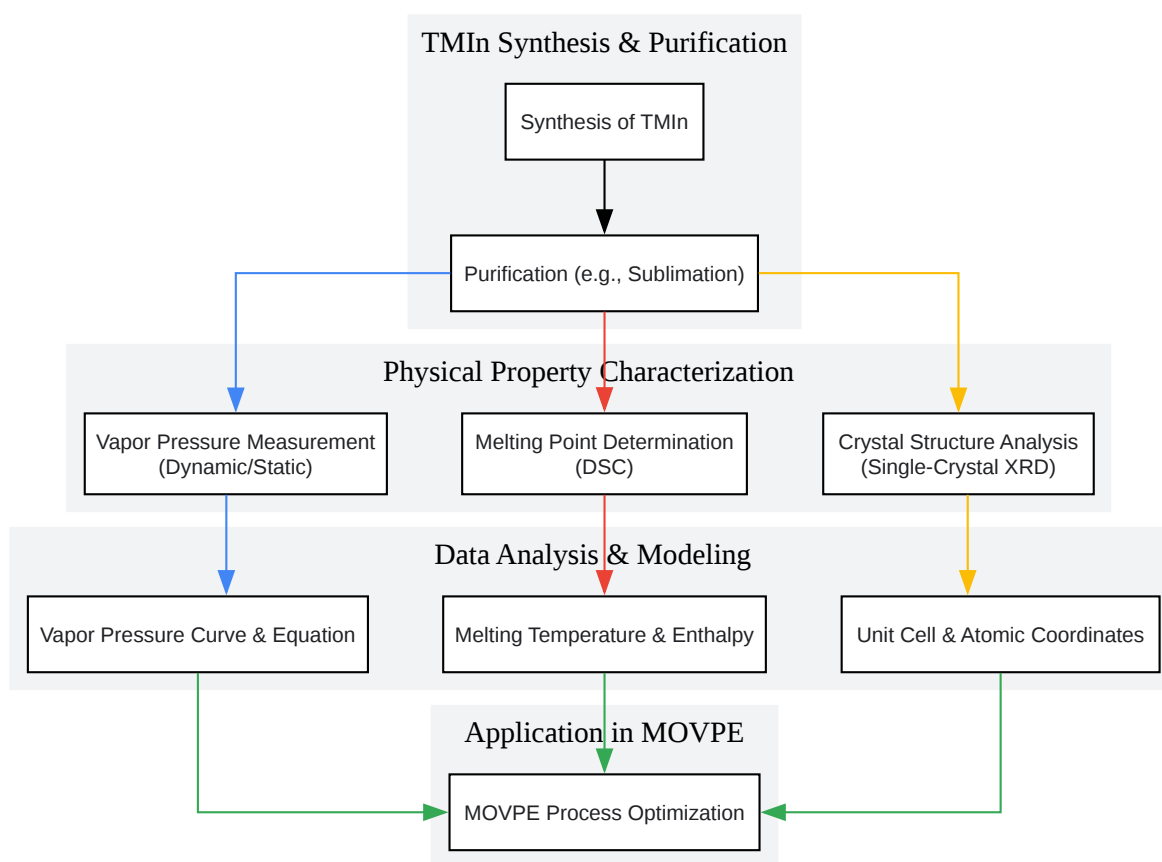 TMIn Synthesis & Purification
Synthesis of TMIn
Purification (e.g., Sublimation)
Physical Property Characterization
Vapor Pressure Measurement
(Dynamic/Static)
Melting Point Determination
(DSC)
Crystal Structure Analysis
(Single-Crystal XRD)
Data Analysis & Modeling
Vapor Pressure Curve & Equation
Melting Temperature & Enthalpy
Unit Cell & Atomic Coordinates
Application in MOVPE
MOVPE Process Optimization